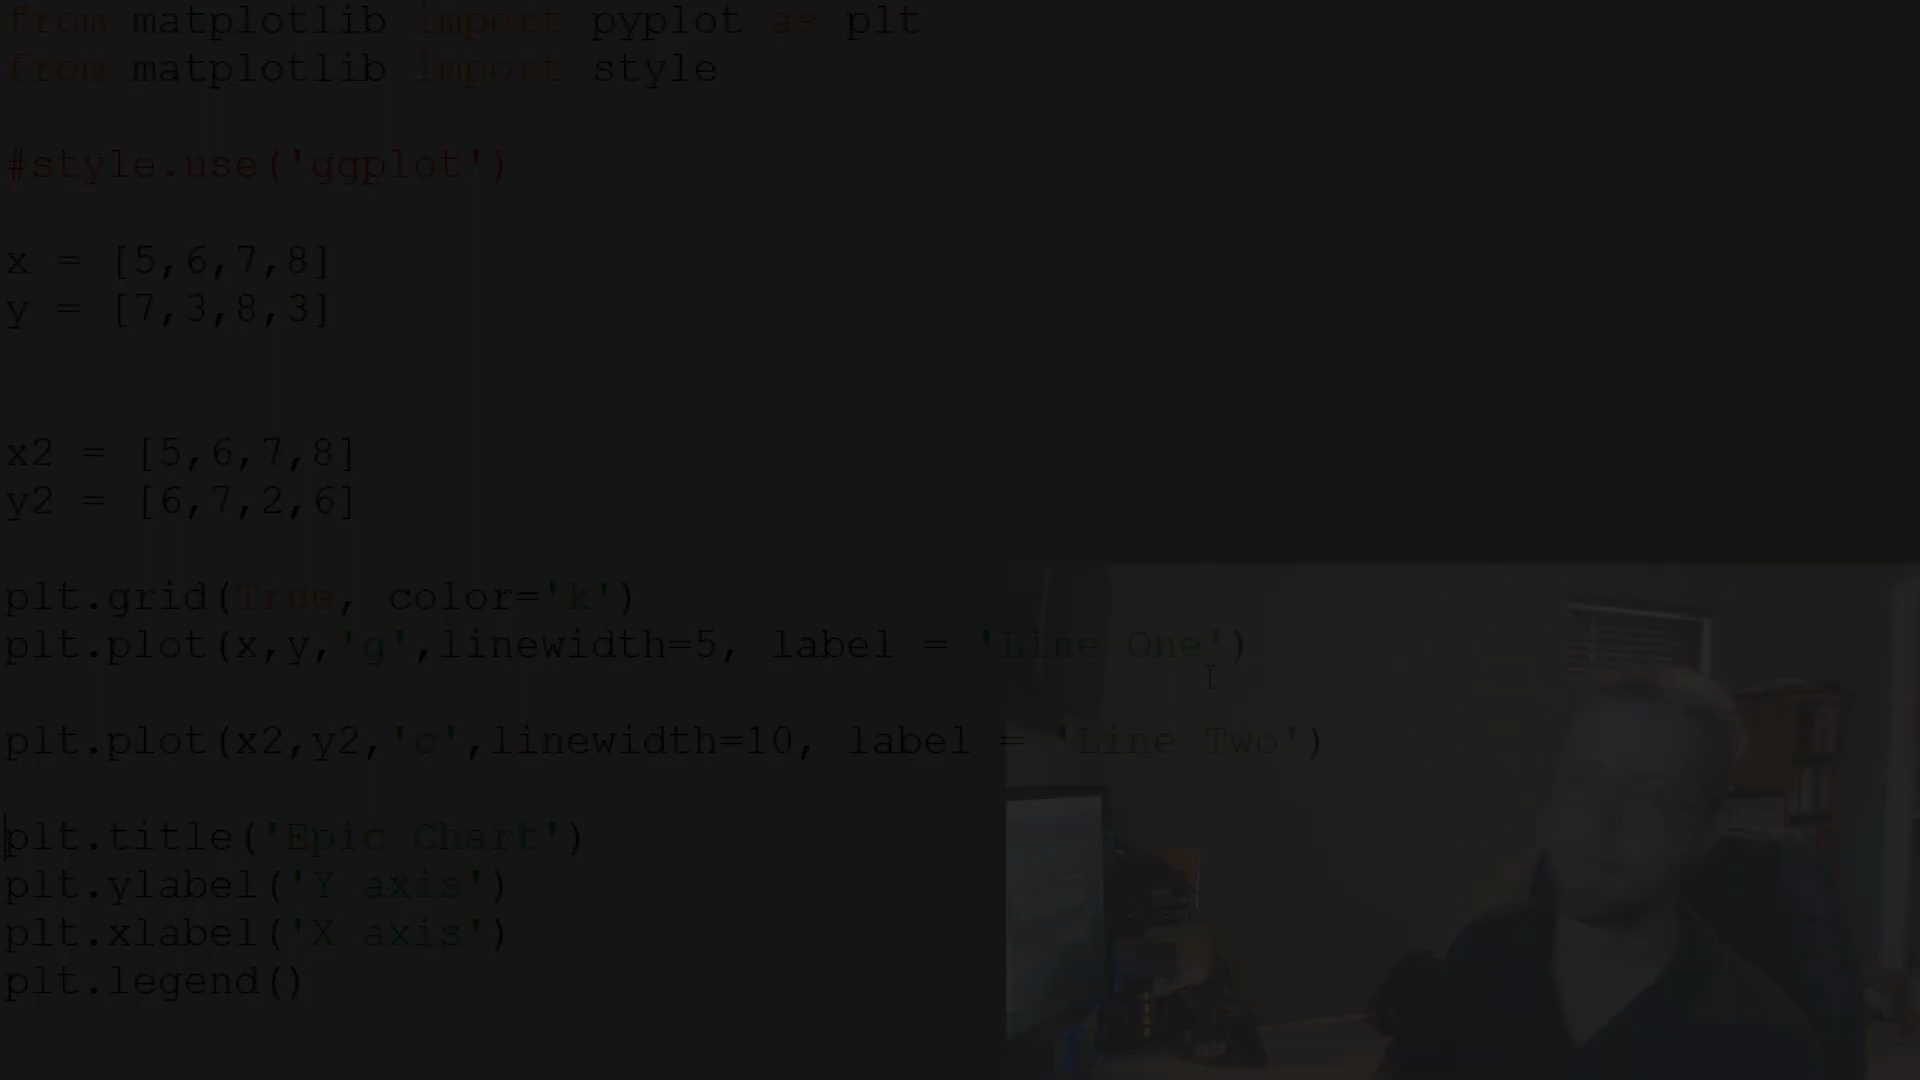 from matplotlib import pyplot as plt
from matplotlib import style
#style.use('ggplot')
x = [5,6,7,8]
y = [7,3,8,3]
x2 = [5,6,7,8]
y2 = [6,7,2,6]
plt.grid(True, color='k')
plt.plot(x,y,'g',linewidth=5, label = 'Line One')
plt.plot(x2,y2,'c',linewidth=10, label = 'Line Two')
plt.title('Epic Chart')
plt.ylabel('Y axis')
plt.xlabel('X axis')
plt.legend()